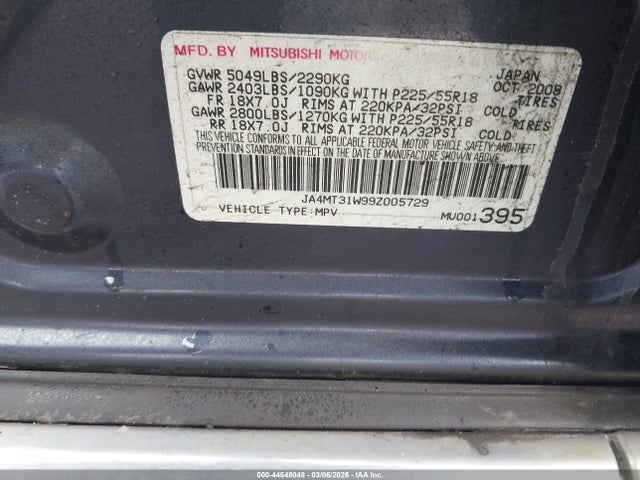 MFD. BY MITSUBISHI MOTORS
JAPAN
GVWR 5049LBS/2290KG OCT 2008
GAWR 2403LBS/1090KG WITH P225/55R18 TIRES
FR 18X7.0J RIMS AT 220KPA/32PSI COLD
GAWR 2800LBS/1270KG WITH P225/55R18 TIRES
RR 18X7.0J RIMS AT 220KPA/32PSI COLD.
THIS VEHICLE CONFORMS TO ALL APPLICABLE FEDERAL MOTOR VEHICLE SAFETY AND THEFT
PREVENTION STANDARDS IN EFFECT ON THE DATE OF MANUFACTURE SHOWN ABOVE.
JA4MT31W99Z005729
VEHICLE TYPE:MPV MU001395
000-44548048 - 03/06/2026 - IAA Inc.